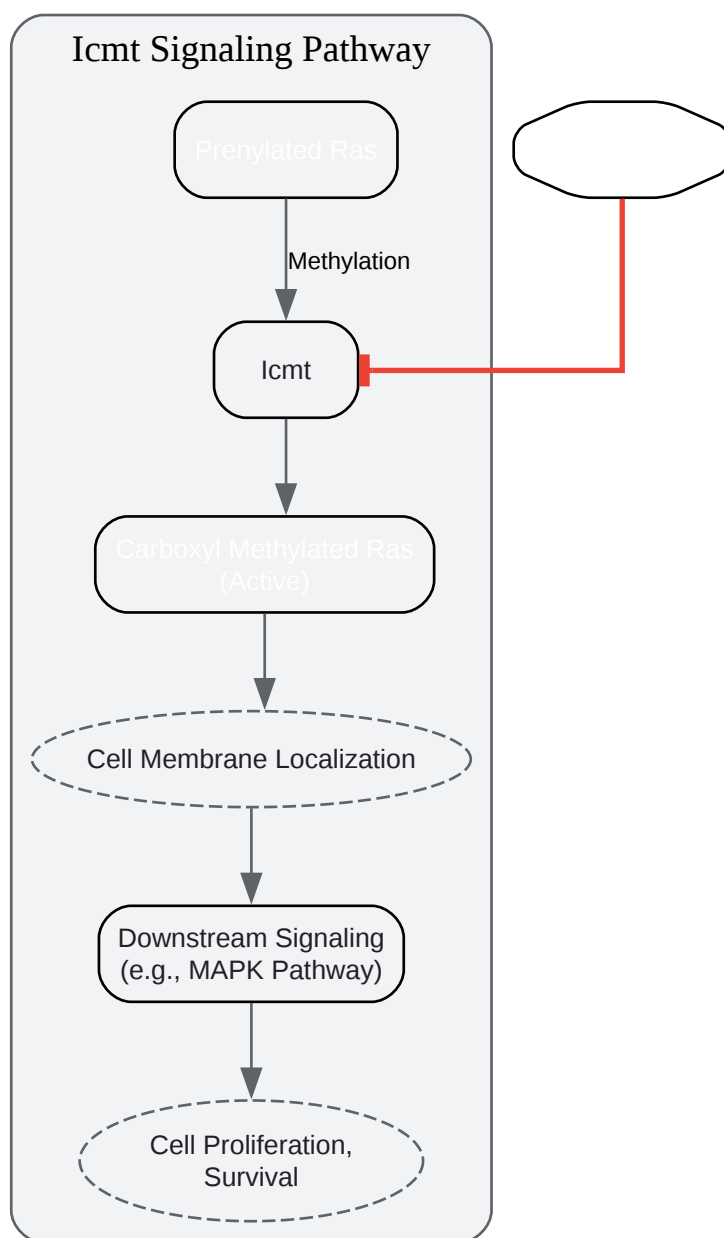 Icmt Signaling Pathway
Prenylated Ras
Methylation
Icmt
Carboxyl Methylated Ras
(Active)
Cell Membrane Localization
Downstream Signaling
(e.g., MAPK Pathway)
Cell Proliferation,
Survival